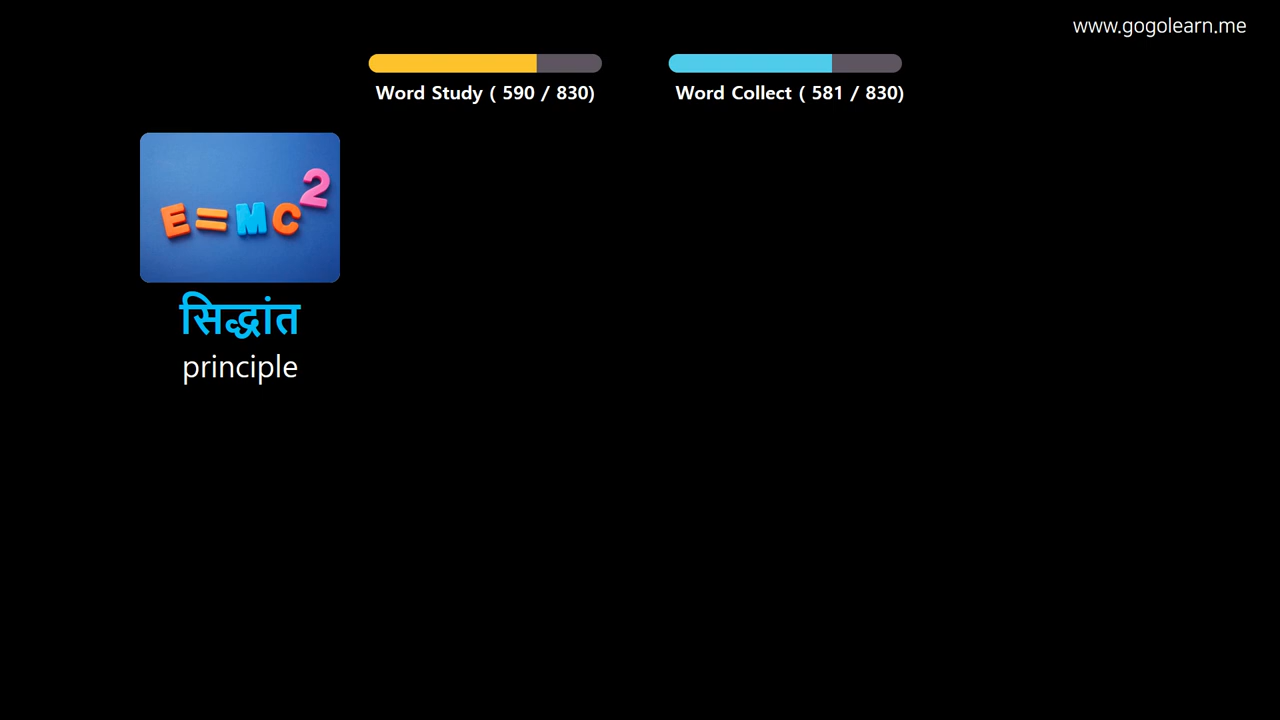 www.gogolearn.me
Word Study ( 590 / 830)
Word Collect ( 581 / 830)
E=MC2
सिद्धांत
principle